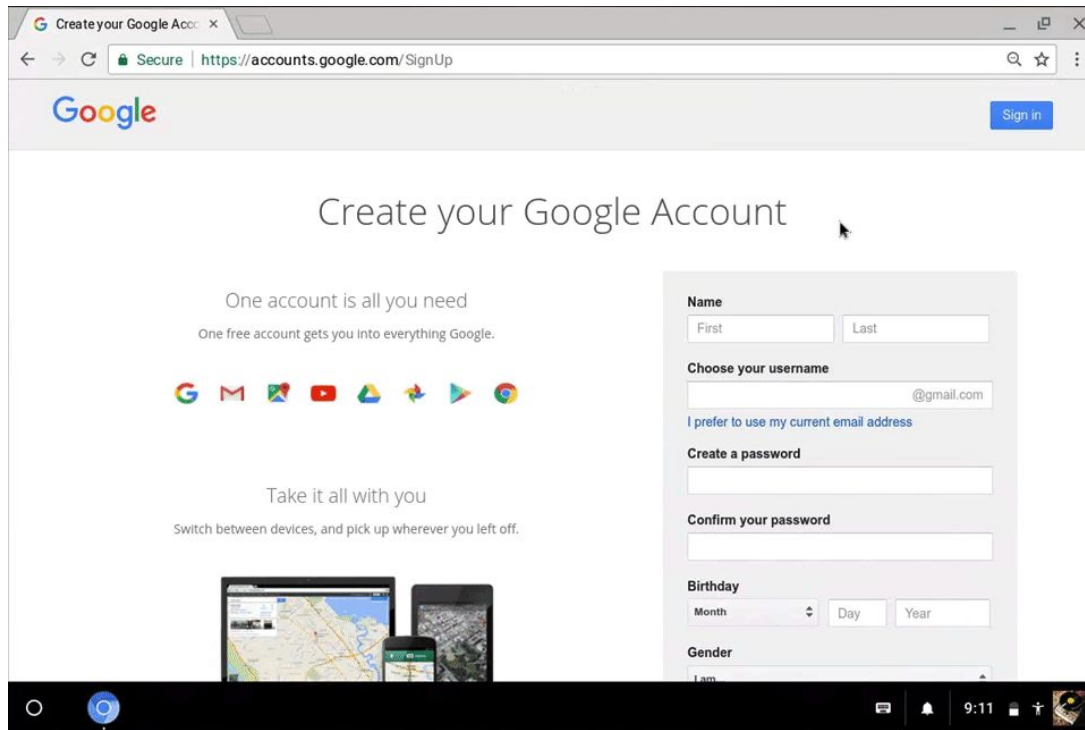 Create your Google Acc
Secure | https://accounts.google.com/SignUp
Google
Sign in
Create your Google Account
One account is all you need
One free account gets you into everything Google.
Take it all with you
Switch between devices, and pick up wherever you left off.
Name
First
Last
Choose your username
@gmail.com
I prefer to use my current email address
Create a password
Confirm your password
Birthday
Month
Day
Year
Gender
I am
9:11